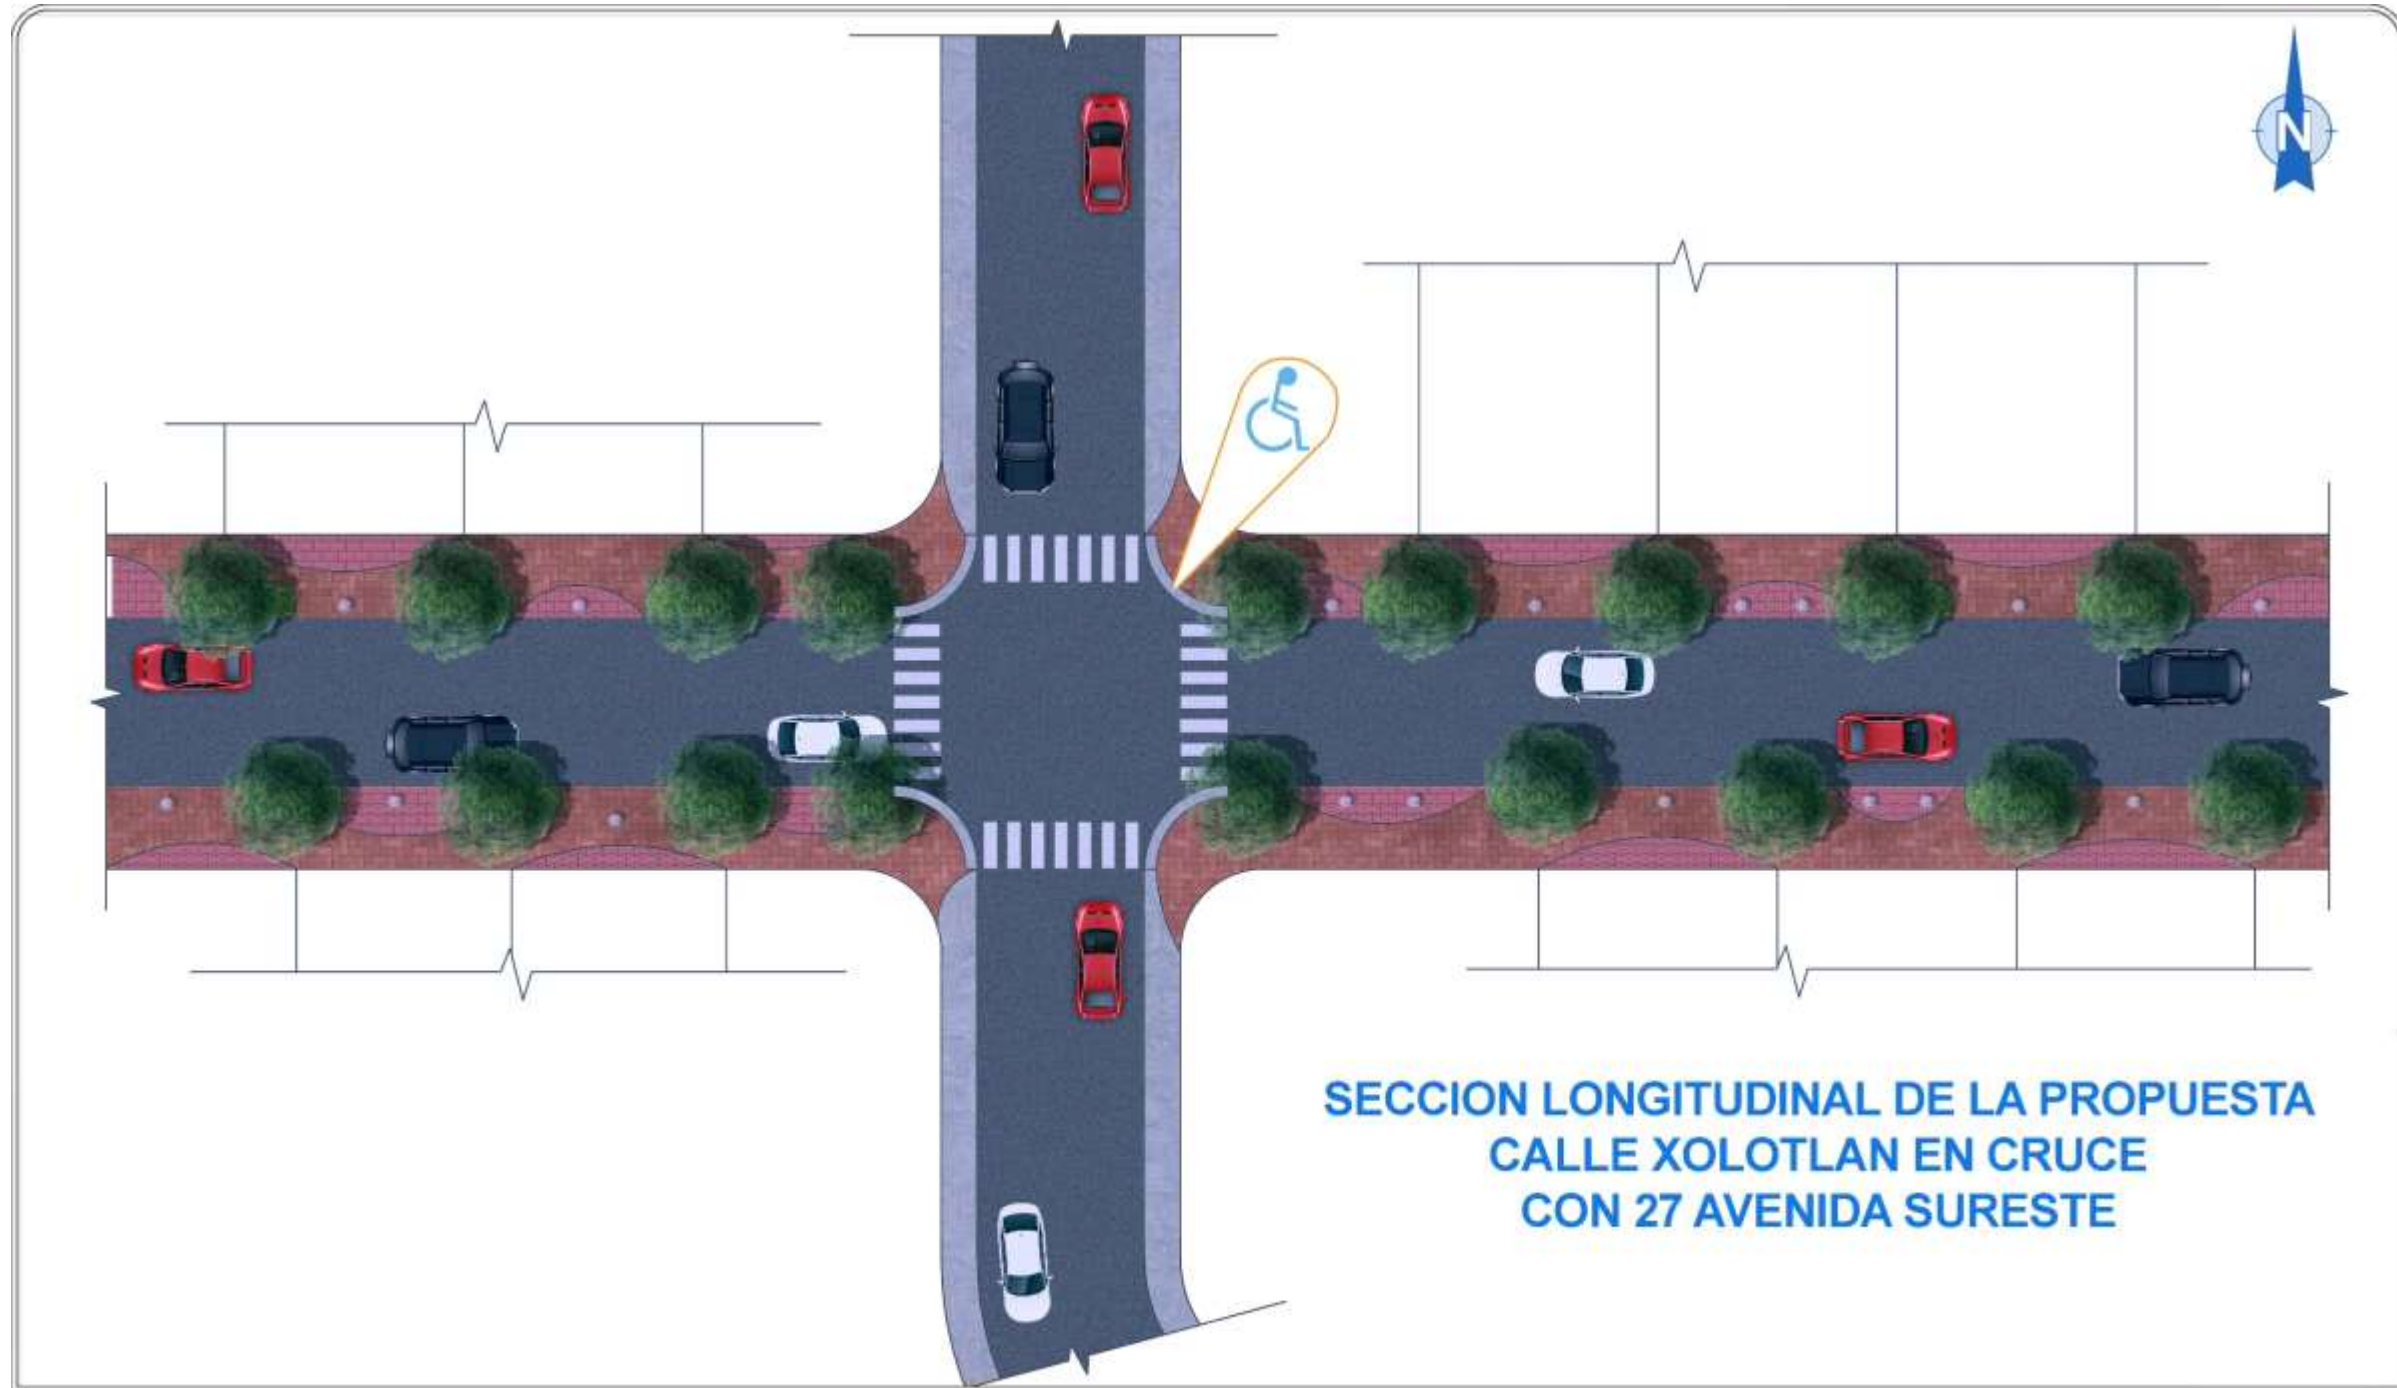 N
SECCION LONGITUDINAL DE LA PROPUESTA
CALLE XOLOTLAN EN CRUCE
CON 27 AVENIDA SURESTE